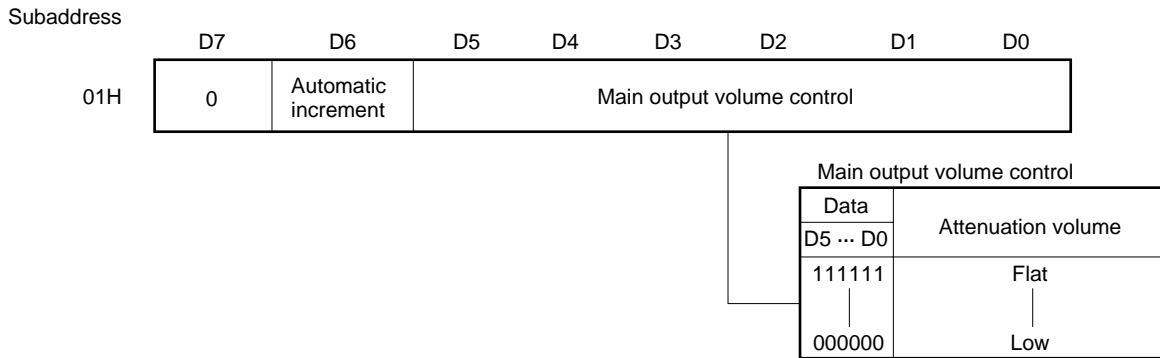 Subaddress
D7 D6 D5 D4 D3 D2 D1 D0
01H 0 Automatic increment Main output volume control
Main output volume control
Data Attenuation volume
D5 ··· D0
111111 Flat
000000 Low